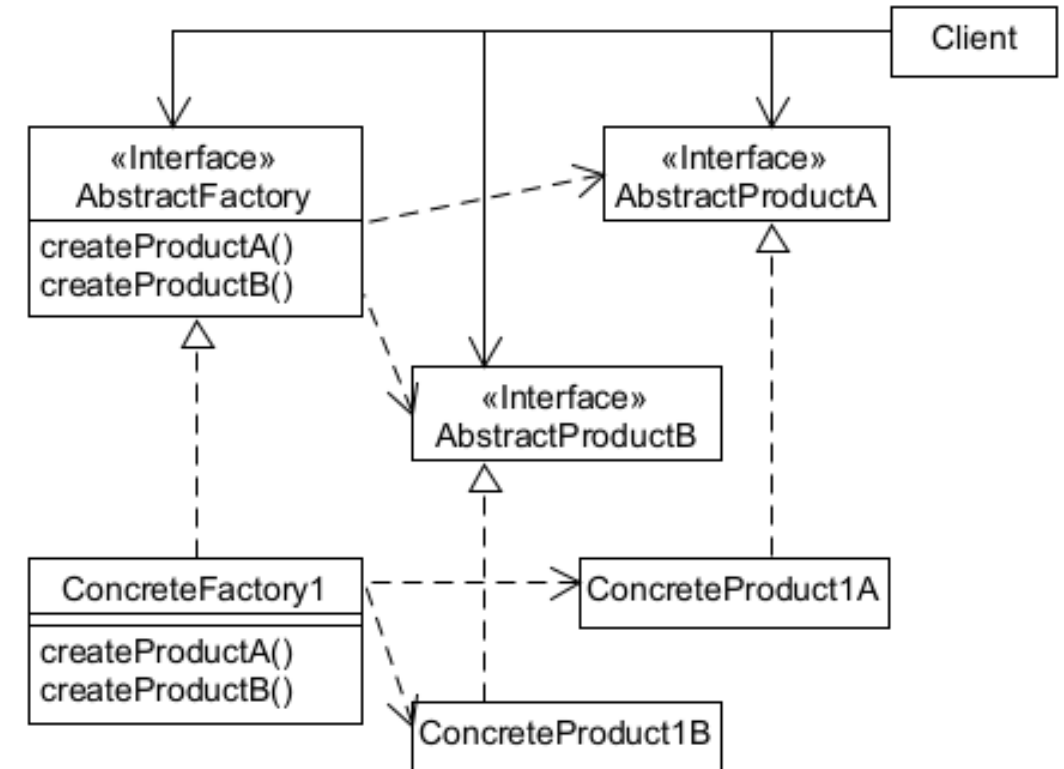 Client
«Interface»
AbstractFactory
createProductA()
createProductB()
«Interface»
AbstractProductA
«Interface»
AbstractProductB
ConcreteFactory1
createProductA()
createProductB()
ConcreteProduct1A
ConcreteProduct1B